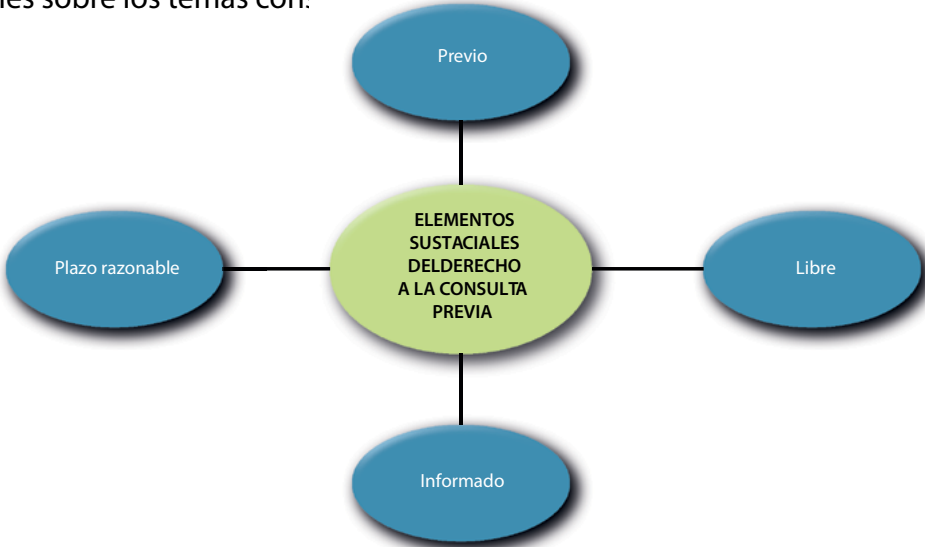 les sobre los temas con
Previo
ELEMENTOS
SUSTACIALES
DELDERECHO
A LA CONSULTA
PREVIA
Plazo razonable
Libre
Informado